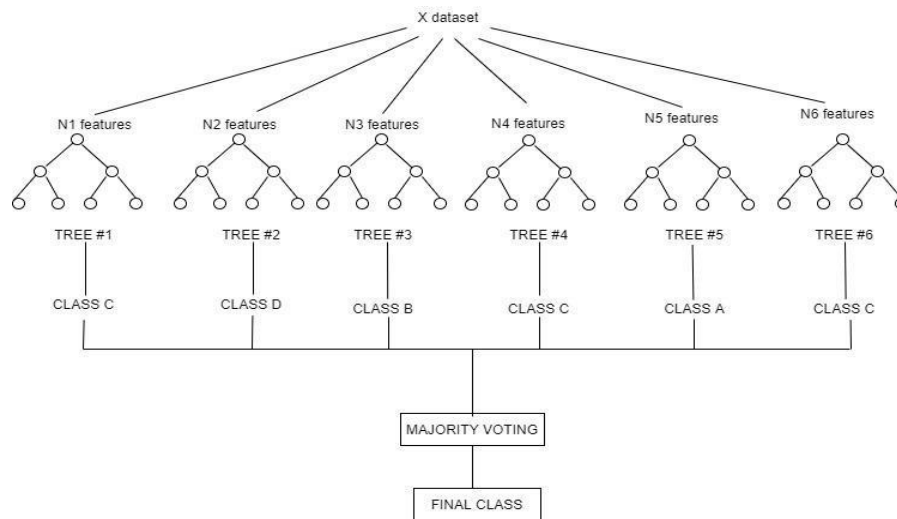 X dataset
N1 features
N2 features
N3 features
N4 features
N5 features
N6 features
TREE #1
TREE #2
TREE #3
TREE #4
TREE #5
TREE #6
CLASS C
CLASS D
CLASS B
CLASS C
CLASS A
CLASS C
MAJORITY VOTING
FINAL CLASS